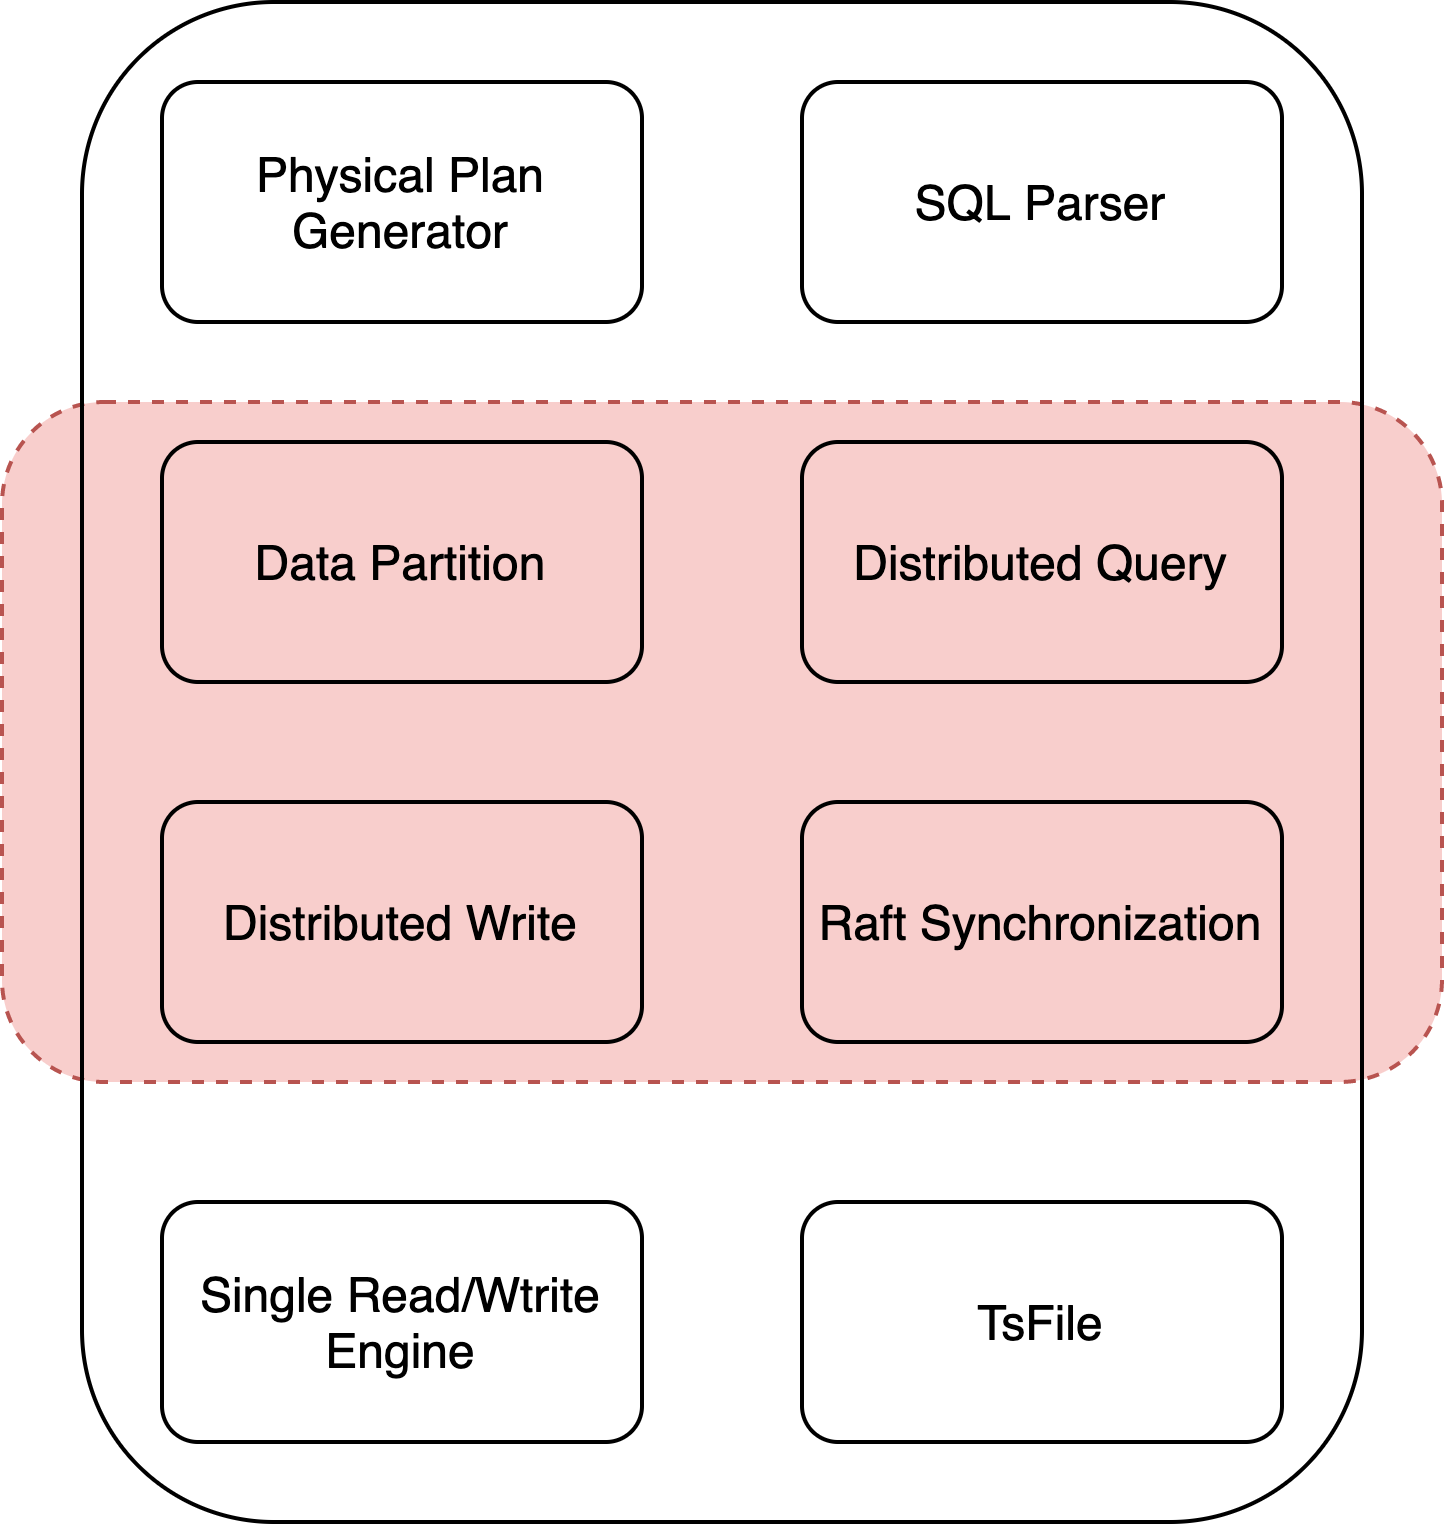 Physical Plan
Generator
SQL Parser
Data Partition
Distributed Query
Distributed Write
Raft Synchronization
Single Read/Wtrite
Engine
TsFile